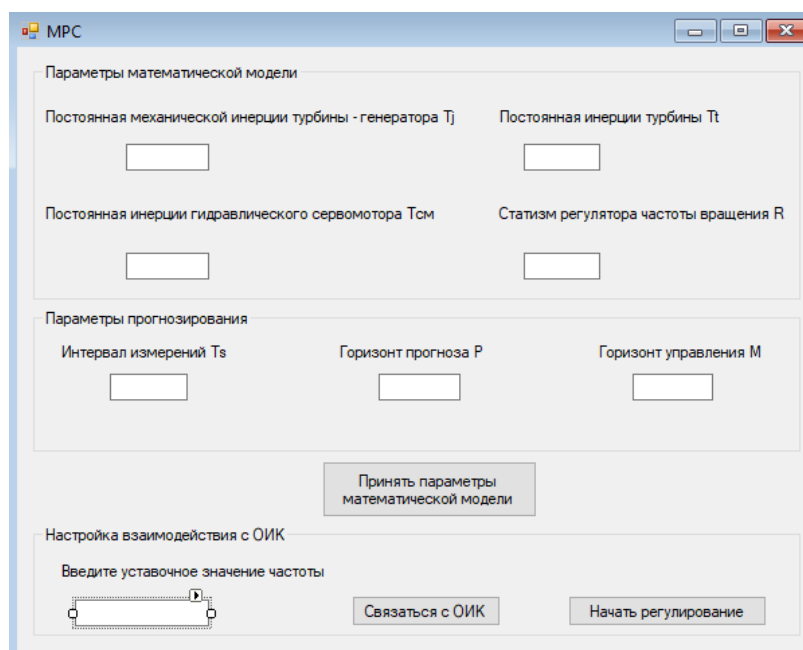 MPC
Параметры математической модели
Постоянная механической инерции турбины - генератора Tj
Постоянная инерции турбины Tt
Постоянная инерции гидравлического сервомотора Тсм
Статизм регулятора частоты вращения R
Параметры прогнозирования
Интервал измерений Ts
Горизонт прогноза P
Горизонт управления M
Принять параметры
математической модели
Настройка взаимодействия с ОИК
Введите уставочное значение частоты
Связаться с ОИК
Начать регулирование